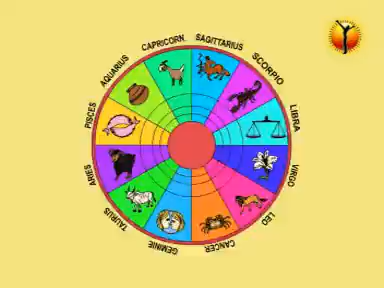 CAPRICORN
SAGITTARIUS
SCORPIO
LIBRA
VIRGO
LEO
CANCER
GEMINIE
TAURUS
ARIES
PISCES
AQUARIUS